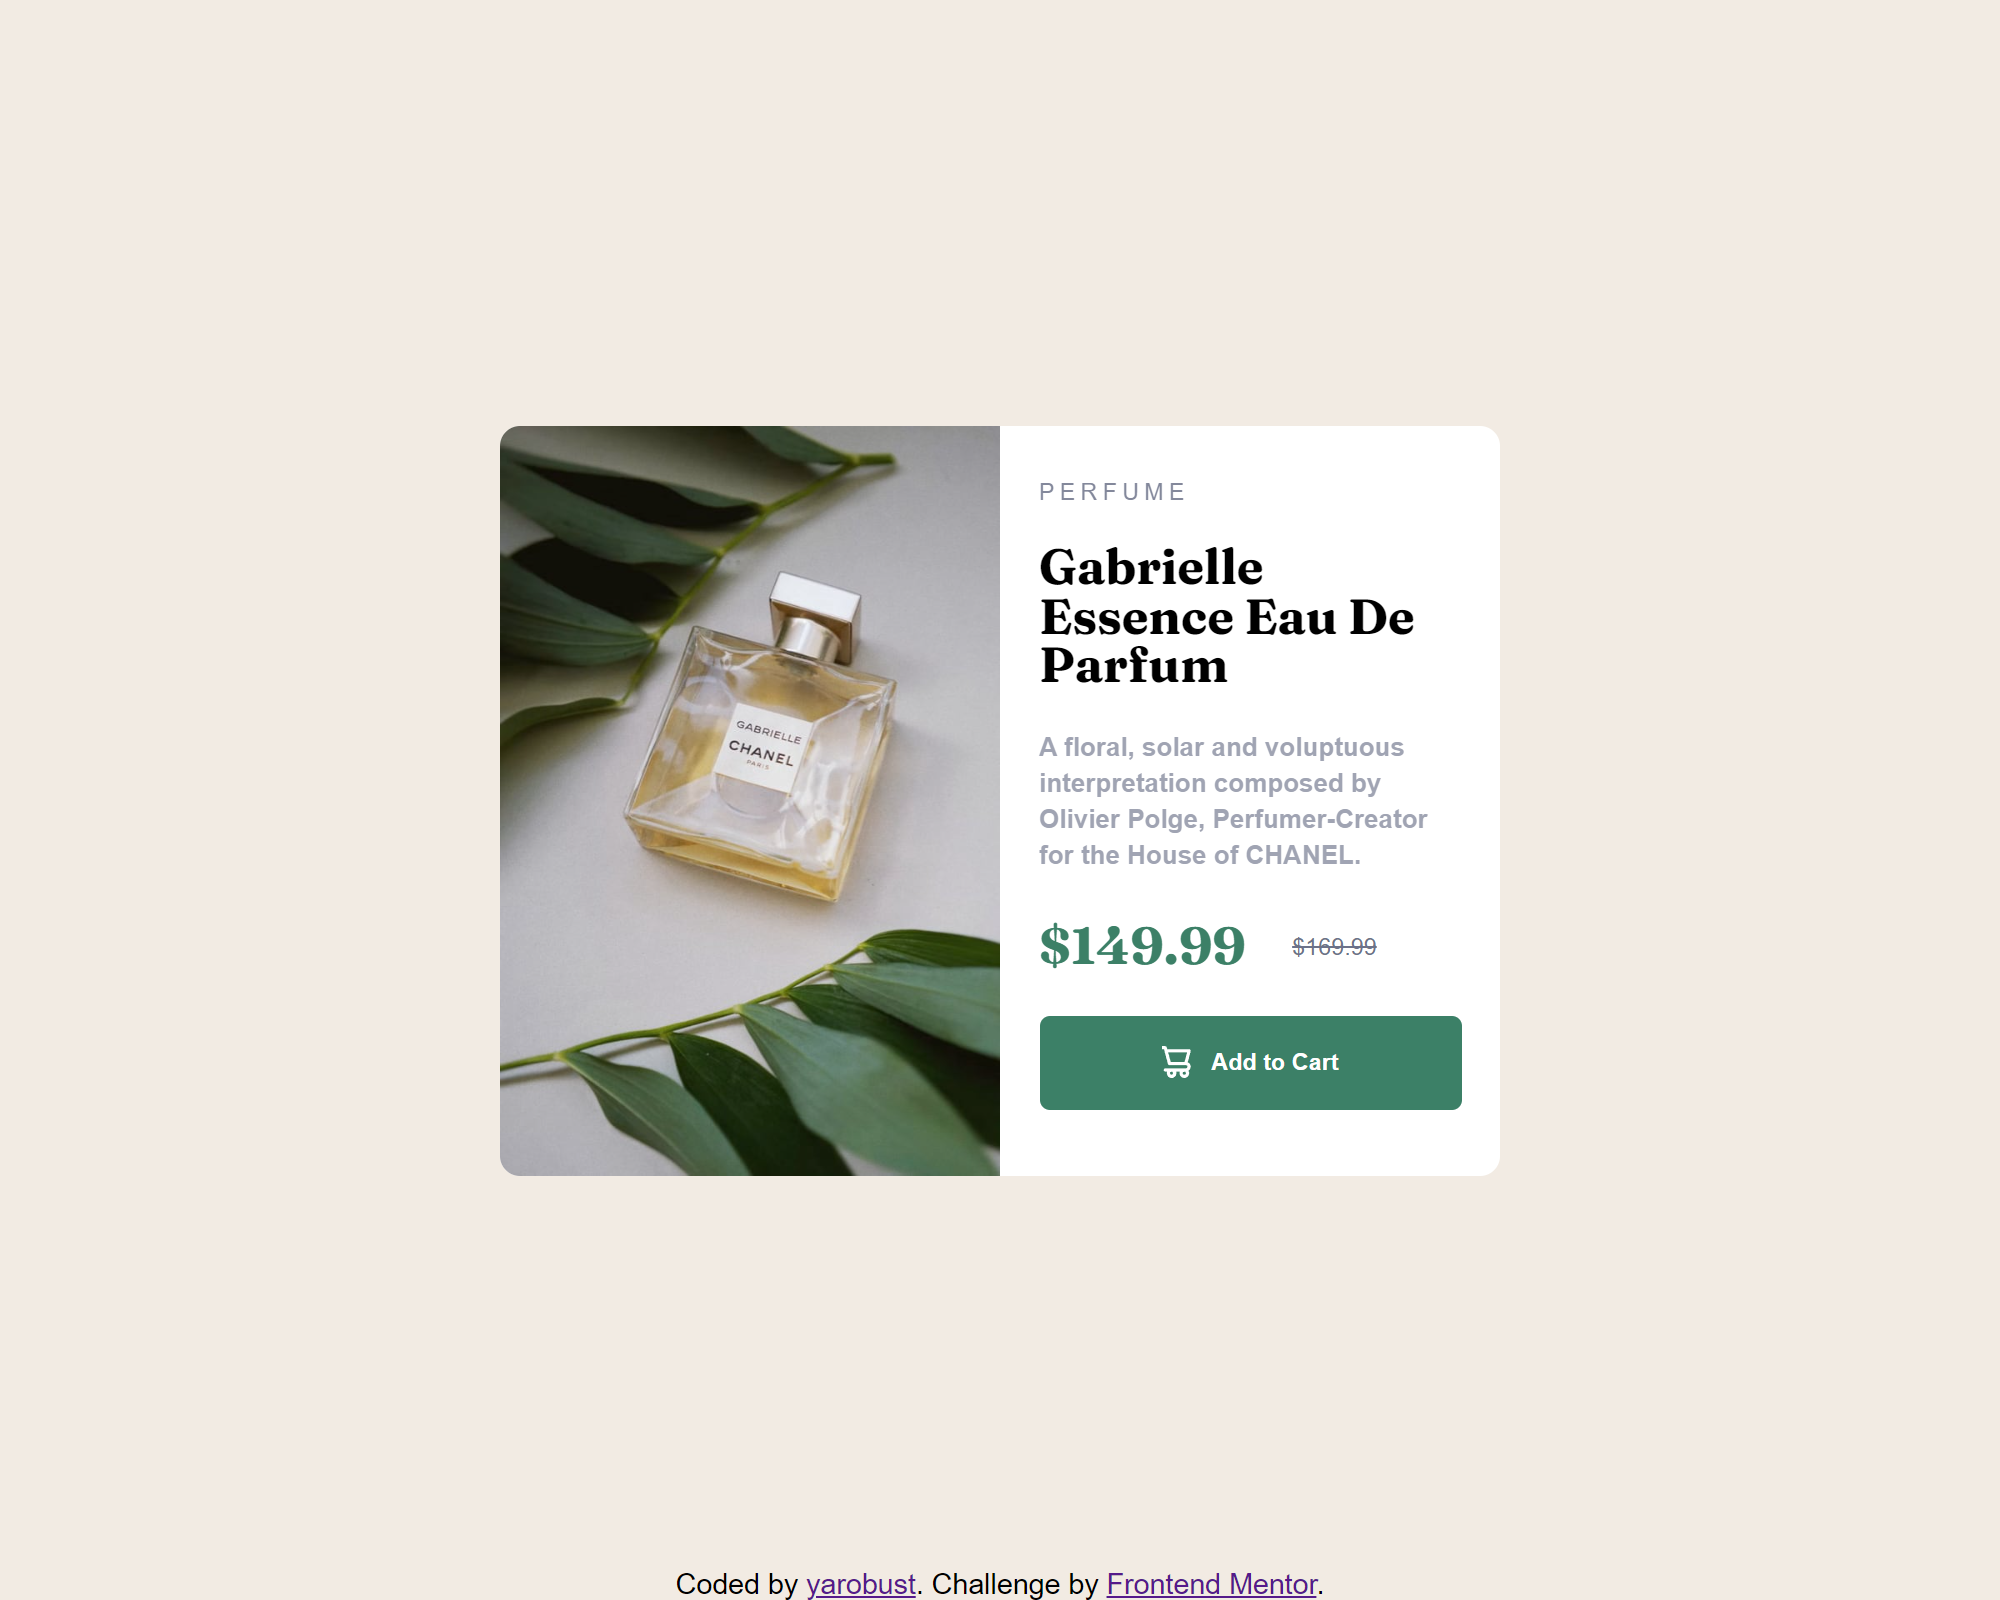 GABRIELLE
CHANEL
PARIS
PERFUME
Gabrielle
Essence Eau De
Parfum
A floral, solar and voluptuous
interpretation composed by
Olivier Polge, Perfumer-Creator
for the House of CHANEL.
$149.99 $169.99
Add to Cart
Coded by yarobust. Challenge by Frontend Mentor.